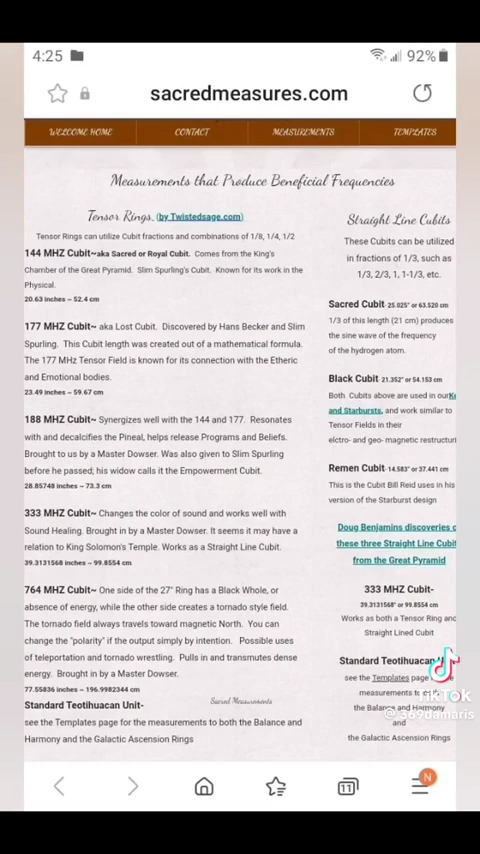 4:25
92%
sacredmeasures.com
WELCOME HOME CONTACT MEASUREMENTS TEMPLATES
Measurements that Produce Beneficial Frequencies
Tensor Rings, (by Twistedsage.com)
Tensor Rings can utilize Cubit fractions and combinations of 1/8, 1/4, 1/2
144 MHZ Cubit~aka Sacred or Royal Cubit. Comes from the King's
Chamber of the Great Pyramid. Slim Spurling's Cubit. Known for its work in the
Physical.
20.63 inches ~ 52.4 cm
177 MHZ Cubit~ aka Lost Cubit. Discovered by Hans Becker and Slim
Spurling. This Cubit length was created out of a mathematical formula.
The 177 MHz Tensor Field is known for its connection with the Etheric
and Emotional bodies.
23.49 inches ~ 59.67 cm
188 MHZ Cubit~ Synergizes well with the 144 and 177. Resonates
with and decalcifies the Pineal, helps release Programs and Beliefs.
Brought to us by a Master Dowser. Was also given to Slim Spurling
before he passed; his widow calls it the Empowerment Cubit.
28.85748 inches ~ 73.3 cm
333 MHZ Cubit~ Changes the color of sound and works well with
Sound Healing. Brought in by a Master Dowser. It seems it may have a
relation to King Solomon's Temple. Works as a Straight Line Cubit.
39.3131568 inches ~ 99.8554 cm
764 MHZ Cubit~ One side of the 27" Ring has a Black Whole, or
absence of energy, while the other side creates a tornado style field.
The tornado field always travels toward magnetic North. You can
change the "polarity" if the output simply by intention. Possible uses
of teleportation and tornado wrestling. Pulls in and transmutes dense
energy. Brought in by a Master Dowser.
77.55836 inches ~ 196.9982344 cm
Standard Teotihuacan Unit-
see the Templates page for the measurements to both the Balance and
Harmony and the Galactic Ascension Rings
Sacred Measurements
Straight Line Cubits
These Cubits can be utilized
in fractions of 1/3, such as
1/3, 2/3, 1, 1-1/3, etc.
Sacred Cubit- 25.025" or 63.520 cm
1/3 of this length (21 cm) produces
the sine wave of the frequency
of the hydrogen atom.
Black Cubit- 21.352" or 54.153 cm
Both Cubits above are used in our
and Starbursts, and work similar to
Tensor Fields in their
elctro- and geo- magnetic restructuri
Remen Cubit- 14.583" or 37.441 cm
This is the Cubit Bill Reid uses in his
version of the Starburst design
Doug Benjamins discoveries
these three Straight Line Cubit
from the Great Pyramid
333 MHZ Cubit-
39.3131568" or 99.8554 cm
Works as both a Tensor Ring and
Straight Lined Cubit
Standard Teotihuacan
see the Templates page
measurements to
the Balance and Harmony
and
the Galactic Ascension Rings
TikTok
@369damaris
11
N